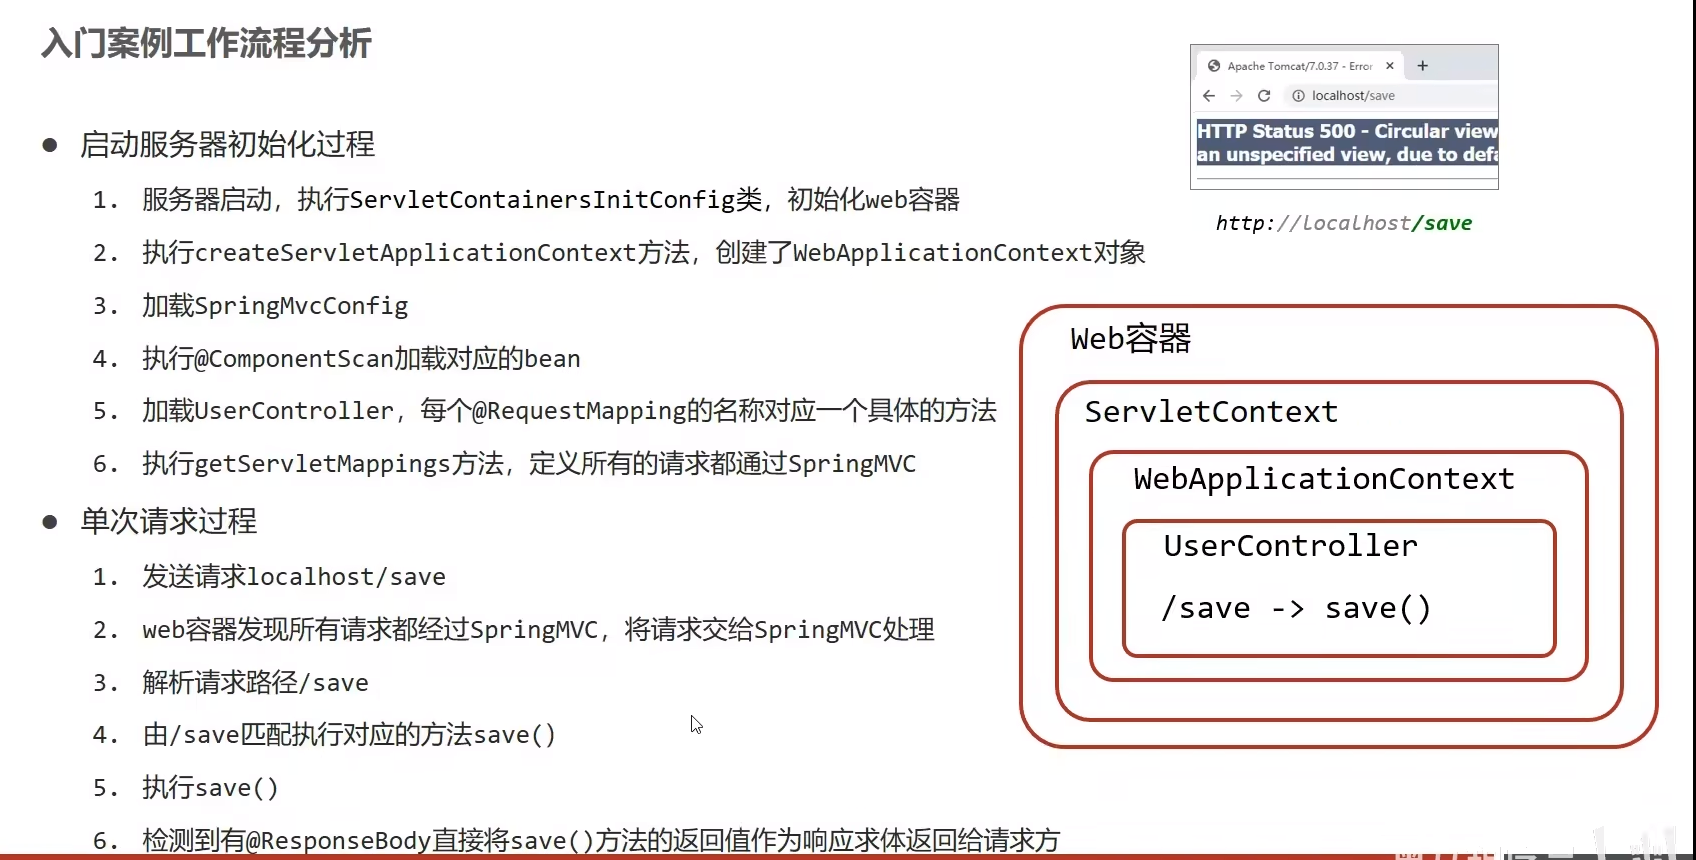 入门案例工作流程分析
● 启动服务器初始化过程
1. 服务器启动，执行ServletContainersInitConfig类，初始化web容器
2. 执行createServletApplicationContext方法，创建了WebApplicationContext对象
3. 加载SpringMvcConfig
4. 执行@ComponentScan加载对应的bean
5. 加载UserController，每个@RequestMapping的名称对应一个具体的方法
6. 执行getServletMappings方法，定义所有的请求都通过SpringMVC
● 单次请求过程
1. 发送请求localhost/save
2. web容器发现所有请求都经过SpringMVC，将请求交给SpringMVC处理
3. 解析请求路径/save
4. 由/save匹配执行对应的方法save()
5. 执行save()
6. 检测到有@ResponseBody直接将save()方法的返回值作为响应求体返回给请求方
Apache Tomcat/7.0.37 - Error
localhost/save
HTTP Status 500 - Circular view
an unspecified view, due to defa
http://localhost/save
Web容器
ServletContext
WebApplicationContext
UserController
/save -> save()